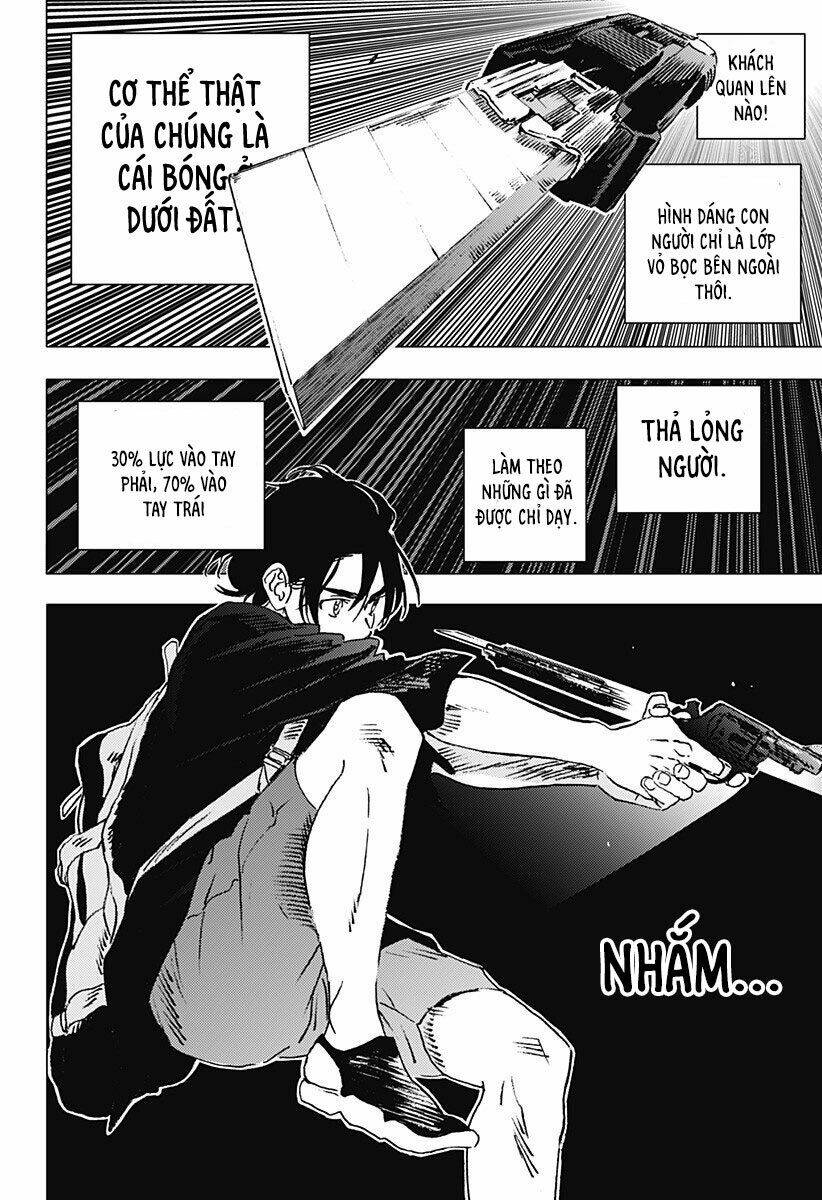 KHÁCH
QUAN LÊN
NÀO!
HÌNH DÁNG CON
NGƯỜI CHỈ LÀ LỚP
VỎ BỌC BÊN NGOÀI
THÔI.
CƠ THỂ THẬT
CỦA CHÚNG LÀ
CÁI BÓNG Ở
DƯỚI ĐẤT.
THẢ LỎNG
NGƯỜI.
LÀM THEO
NHỮNG GÌ ĐÃ
ĐƯỢC CHỈ DẠY.
30% LỰC VÀO TAY
PHẢI, 70% VÀO
TAY TRÁI
NHẮM...